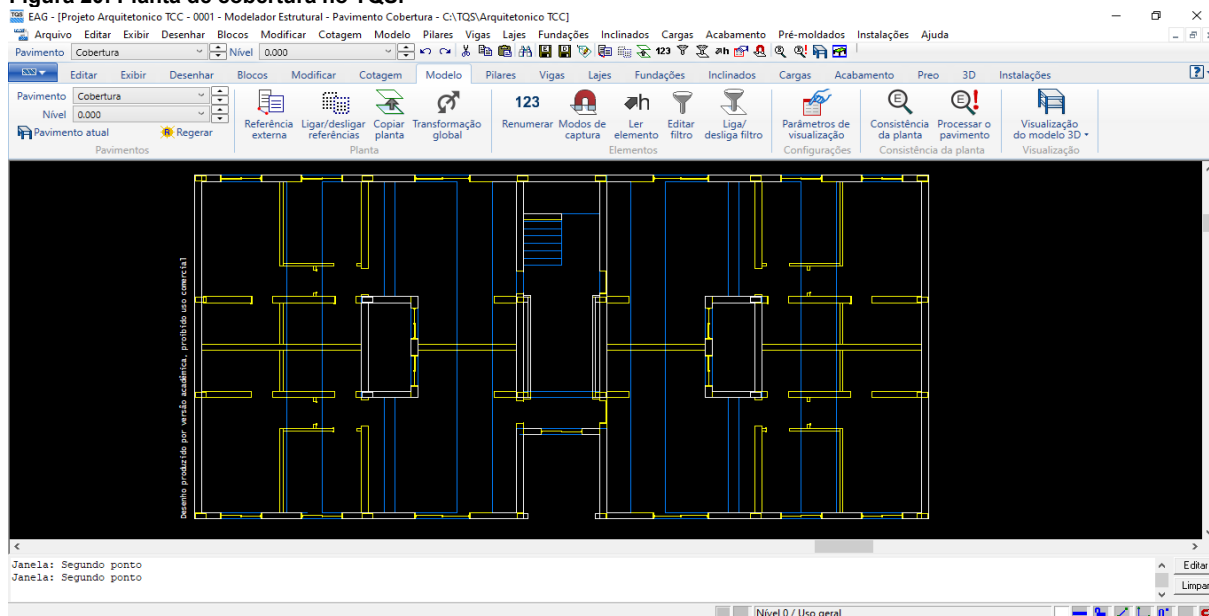 Figura 20: Planta de cobertura no TQS.
EAG - [Projeto Arquitetonico TCC - 0001 - Modelador Estrutural - Pavimento Cobertura - C:\TQS\Arquitetonico TCC]
Arquivo Editar Exibir Desenhar Blocos Modificar Cotagem Modelo Pilares Vigas Lajes Fundações Inclinados Cargas Acabamento Pré-moldados Instalações Ajuda
Pavimento Cobertura Nível 0.000 123
Editar Exibir Desenhar Blocos Modificar Cotagem Modelo Pilares Vigas Lajes Fundações Inclinados Cargas Acabamento Preo 3D Instalações
Pavimento Cobertura
Nível 0.000
Pavimento atual Regerar
Pavimentos
Referência externa
Ligar/desligar referências
Copiar planta
Transformação global
Planta
123
Renumerar
Modos de captura
Ler elemento
Editar filtro
Liga/ desliga filtro
Elementos
Parâmetros de visualização
Configurações
Consistência da planta
Processar o pavimento
Consistência da planta
Visualização do modelo 3D
Visualização
Desenho produzido por versão acadêmica, proibido uso comercial
Janela: Segundo ponto
Janela: Segundo ponto
Editar
Limpar
Nível 0 / Uso geral